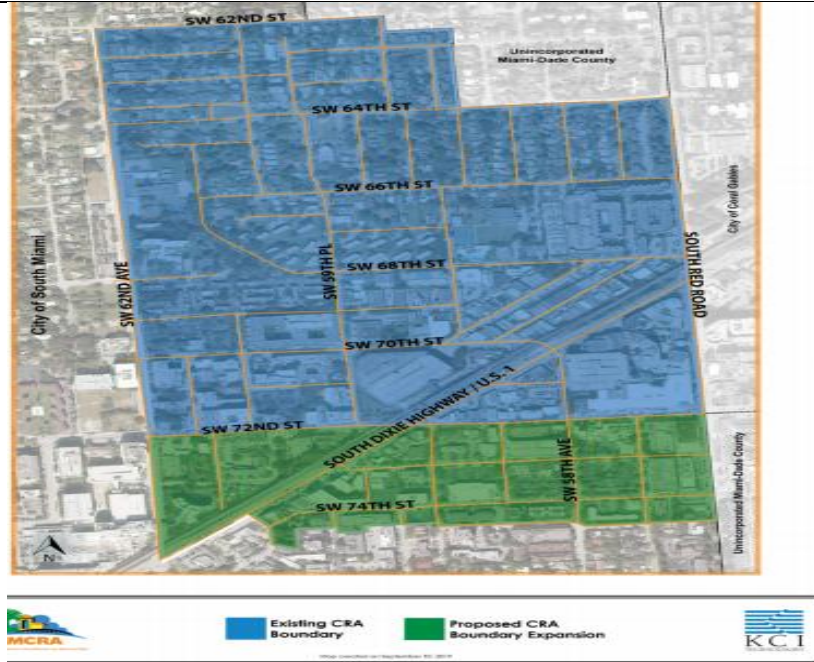 SW 62ND ST
Unincorporated
Miami-Dade County
SW 64TH ST
SW 66TH ST
City of Coral Gables
SW 59TH PL
SW 68TH ST
SOUTH RED ROAD
City of South Miami
SW 62ND AVE
SW 70TH ST
SOUTH DIXIE HIGHWAY / U.S. 1
SW 72ND ST
SW 58TH AVE
SW 74TH ST
Unincorporated Miami-Dade County
N
MCRA
Existing CRA
Boundary
Proposed CRA
Boundary Expansion
KCI